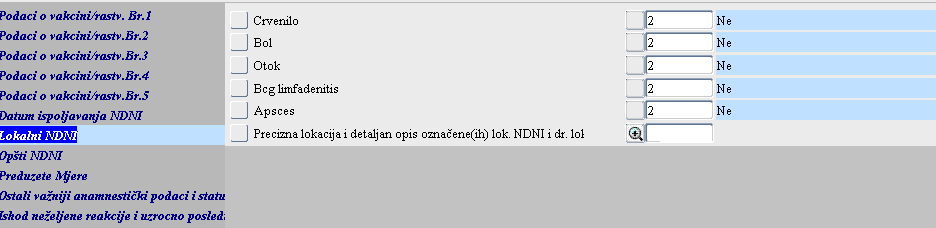 Podaci o vakcini/rastv. Br.1
Podaci o vakcini/rastv.Br.2
Podaci o vakcini/rastv.Br.3
Podaci o vakcini/rastv.Br.4
Podaci o vakcini/rastv.Br.5
Datum ispoljavanja NDNI
Lokalni NDNI
Opšti NDNI
Preduzete Mjere
Ostali važniji anamnestički podaci i statu
Ishod neželjene reakcije i uzrocno posled
Crvenilo 2 Ne
Bol 2 Ne
Otok 2 Ne
Bcg limfadenitis 2 Ne
Apsces 2 Ne
Precizna lokacija i detaljan opis označene(ih) lok. NDNI i dr. lok